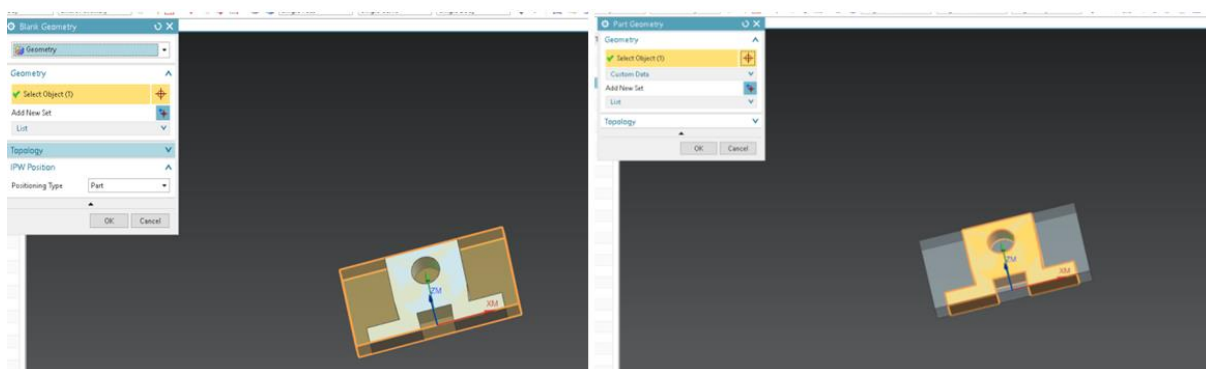 Blank Geometry
Geometry
Geometry
Select Object (1)
Add New Set
List
Topology
IPW Position
Positioning Type Part
OK Cancel
ZM
XM
Part Geometry
Geometry
Select Object (1)
Custom Data
Add New Set
List
Topology
OK Cancel
ZM
XM